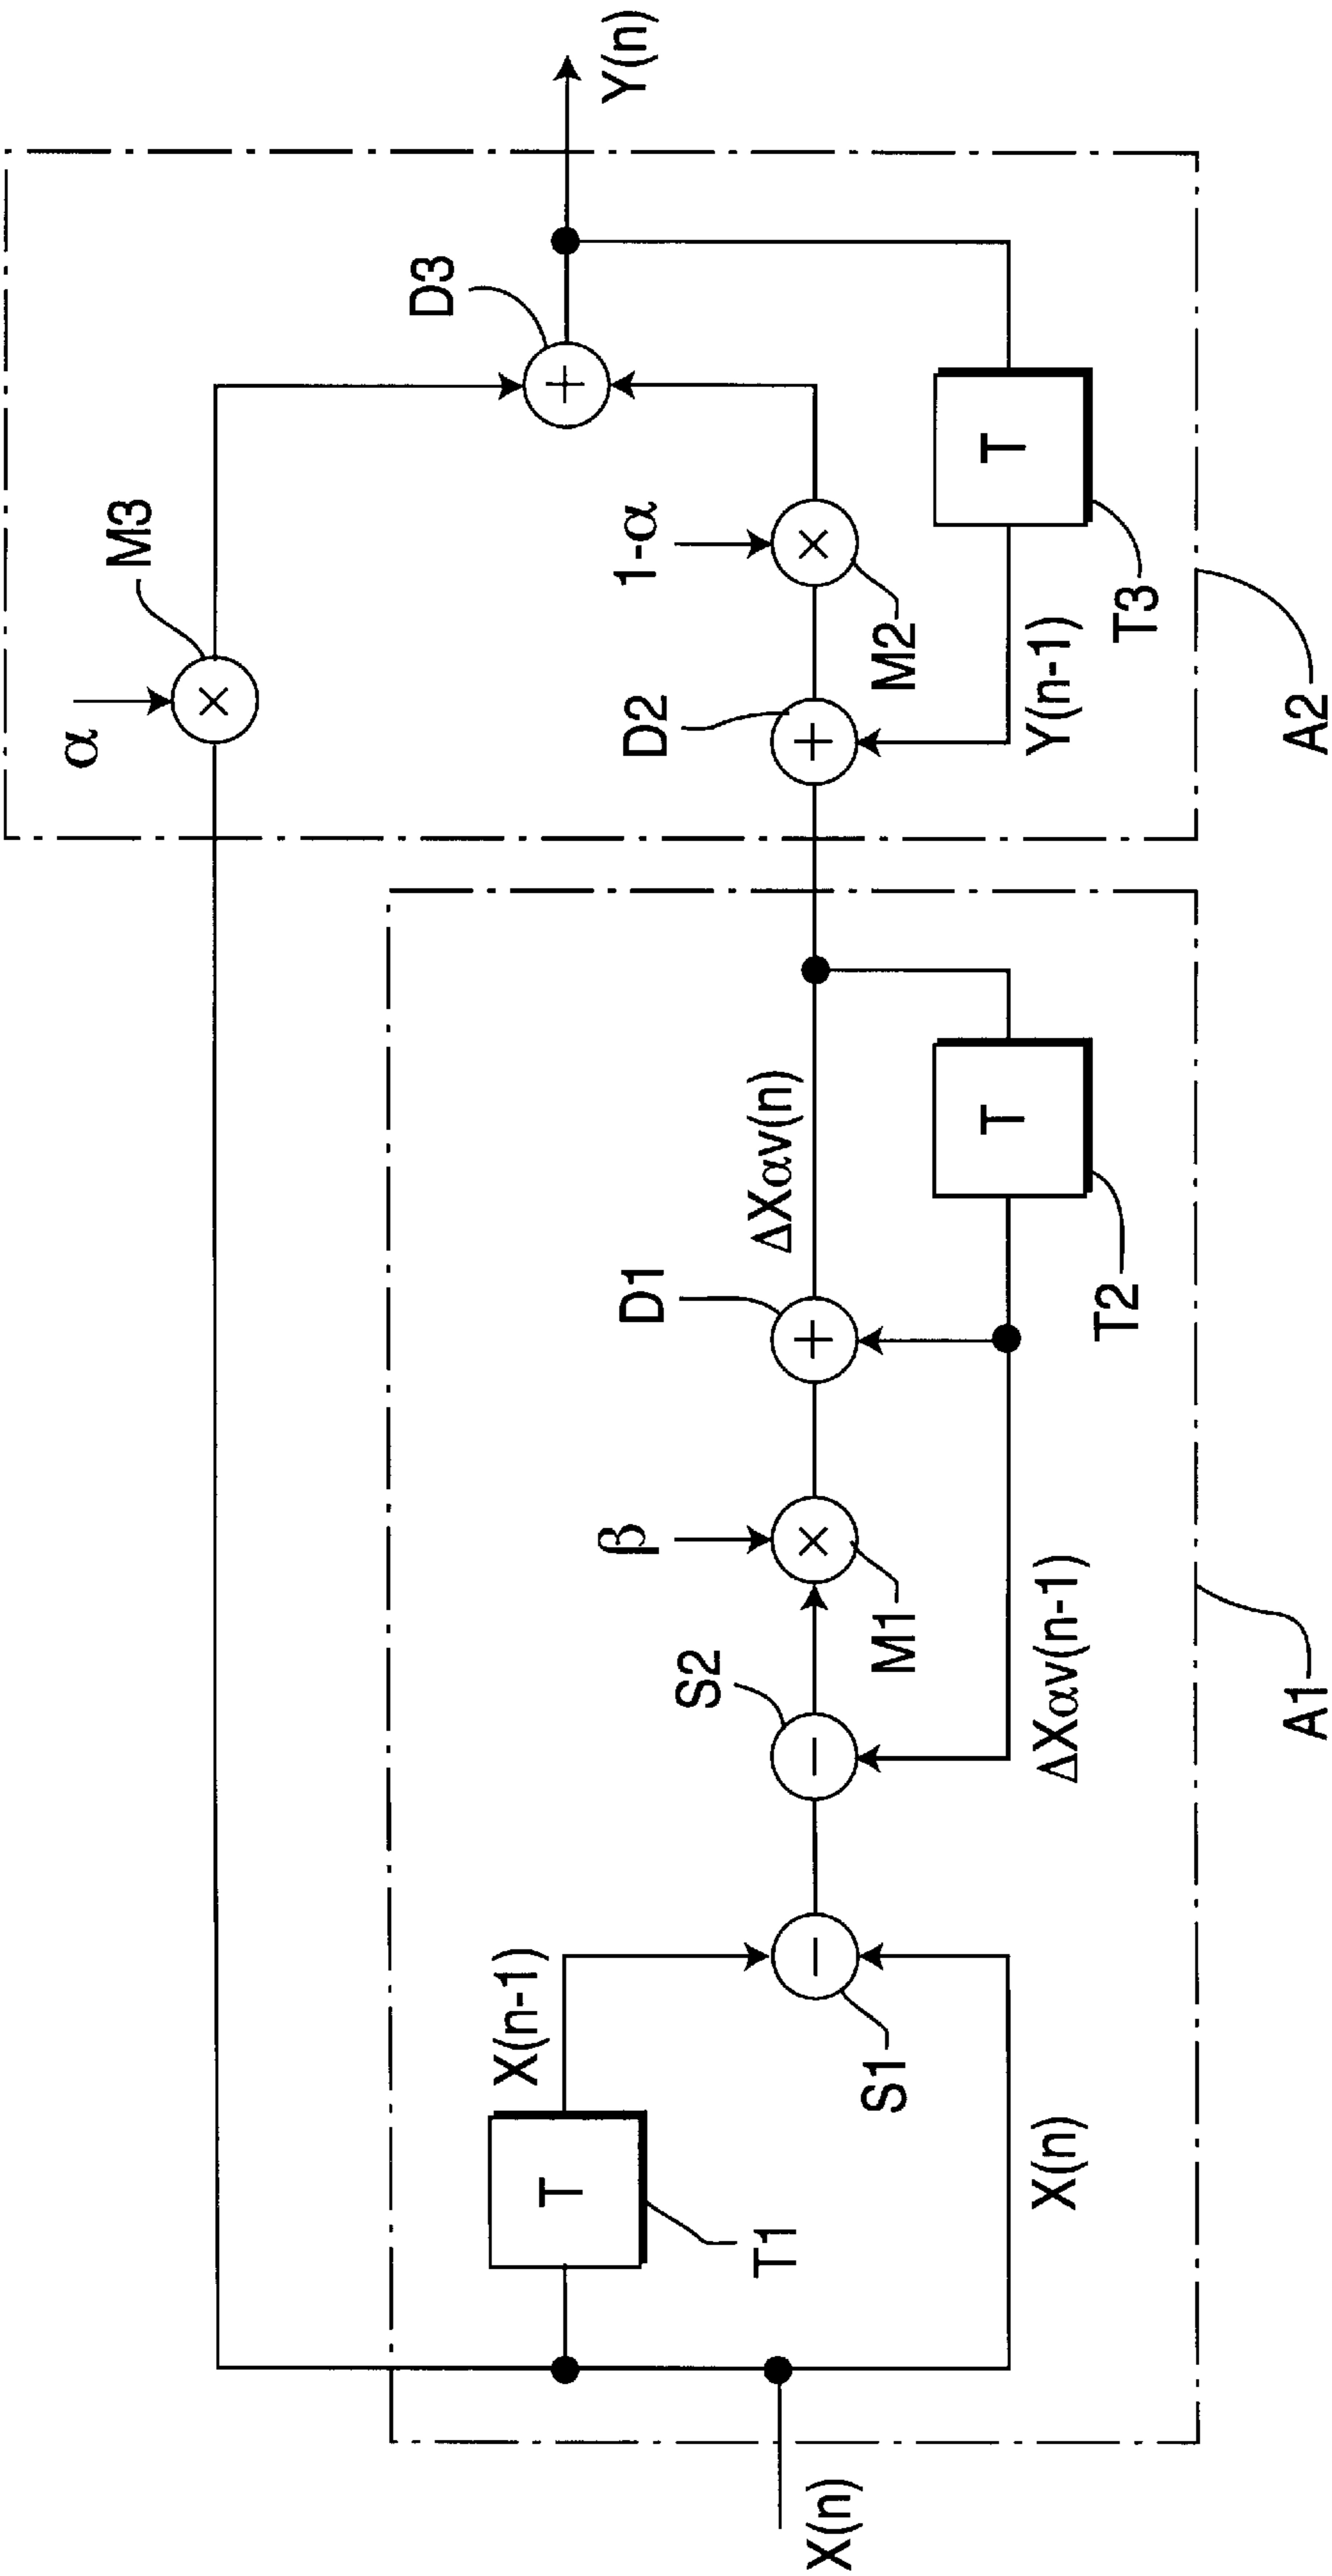 α
M3
D3
Y(n)
X(n-1)
T
T1
β
ΔXαv(n)
1-α
S2
D1
D2
×
+
−
−
×
+
+
×
S1
M1
M2
X(n)
X(n)
ΔXαv(n-1)
T
T2
Y(n-1)
T
T3
A1
A2